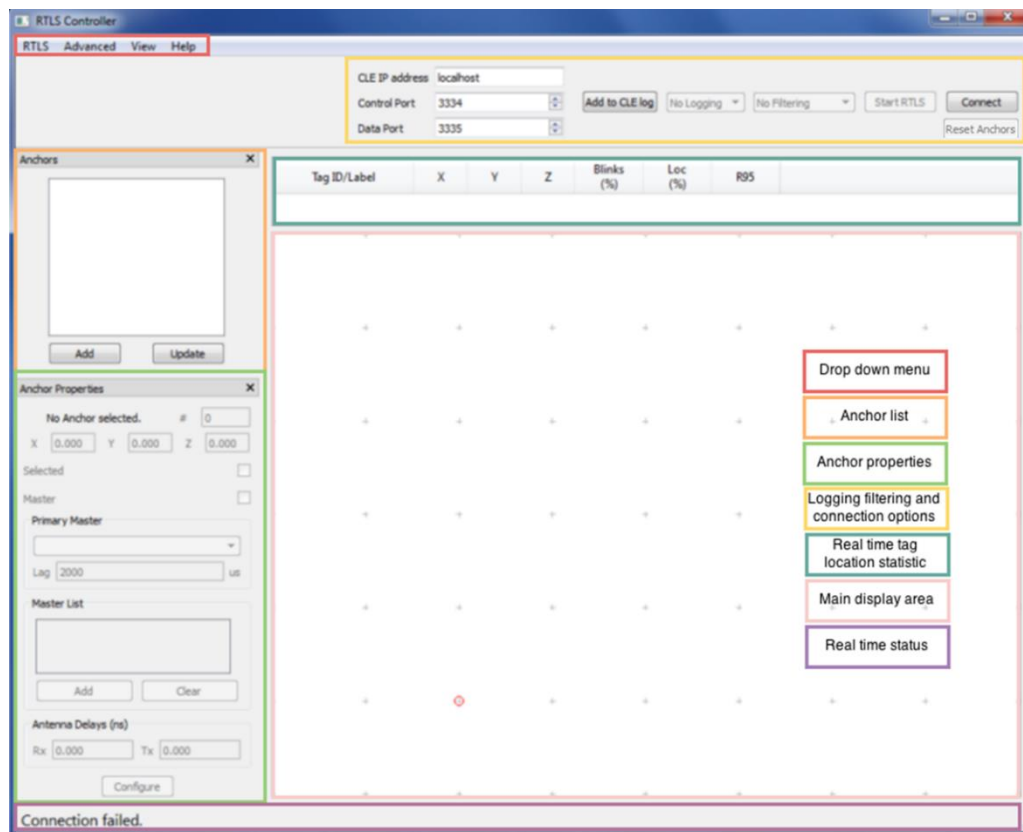 RTLS Controller
RTLS Advanced View Help
CLE IP address localhost
Control Port 3334 Add to CLE log No Logging No Filtering Start RTLS Connect
Data Port 3335 Reset Anchors
Anchors
Add Update
Tag ID/Label X Y Z Blinks (%) Loc (%) R95
Anchor Properties
No Anchor selected. # 0
X 0.000 Y 0.000 Z 0.000
Selected
Master
Primary Master
Lag 2000 us
Master List
Add Clear
Antenna Delays (ns)
Rx 0.000 Tx 0.000
Configure
Drop down menu
Anchor list
Anchor properties
Logging filtering and
connection options
Real time tag
location statistic
Main display area
Real time status
Connection failed.